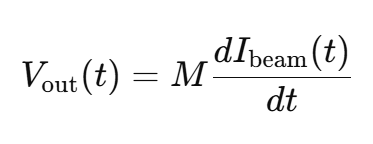 V_out(t) = M dI_beam(t)/dt